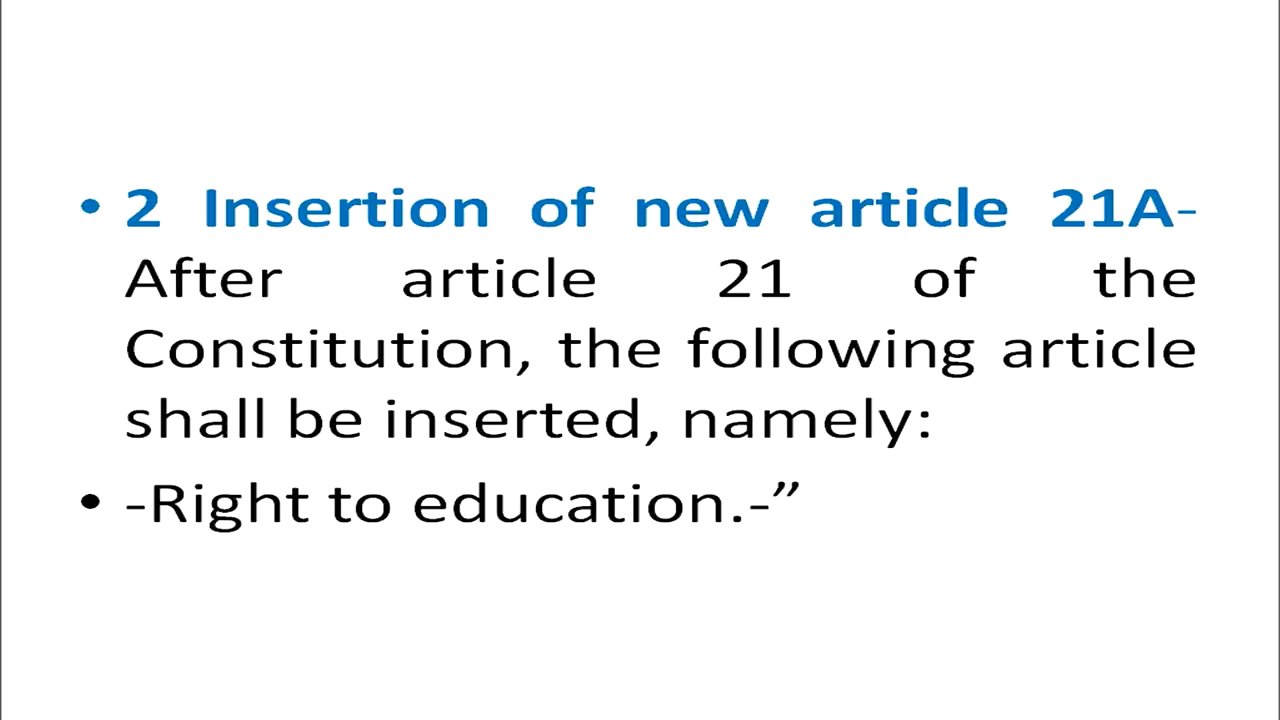 • 2 Insertion of new article 21A-
After article 21 of the
Constitution, the following article
shall be inserted, namely:
• -Right to education.-”